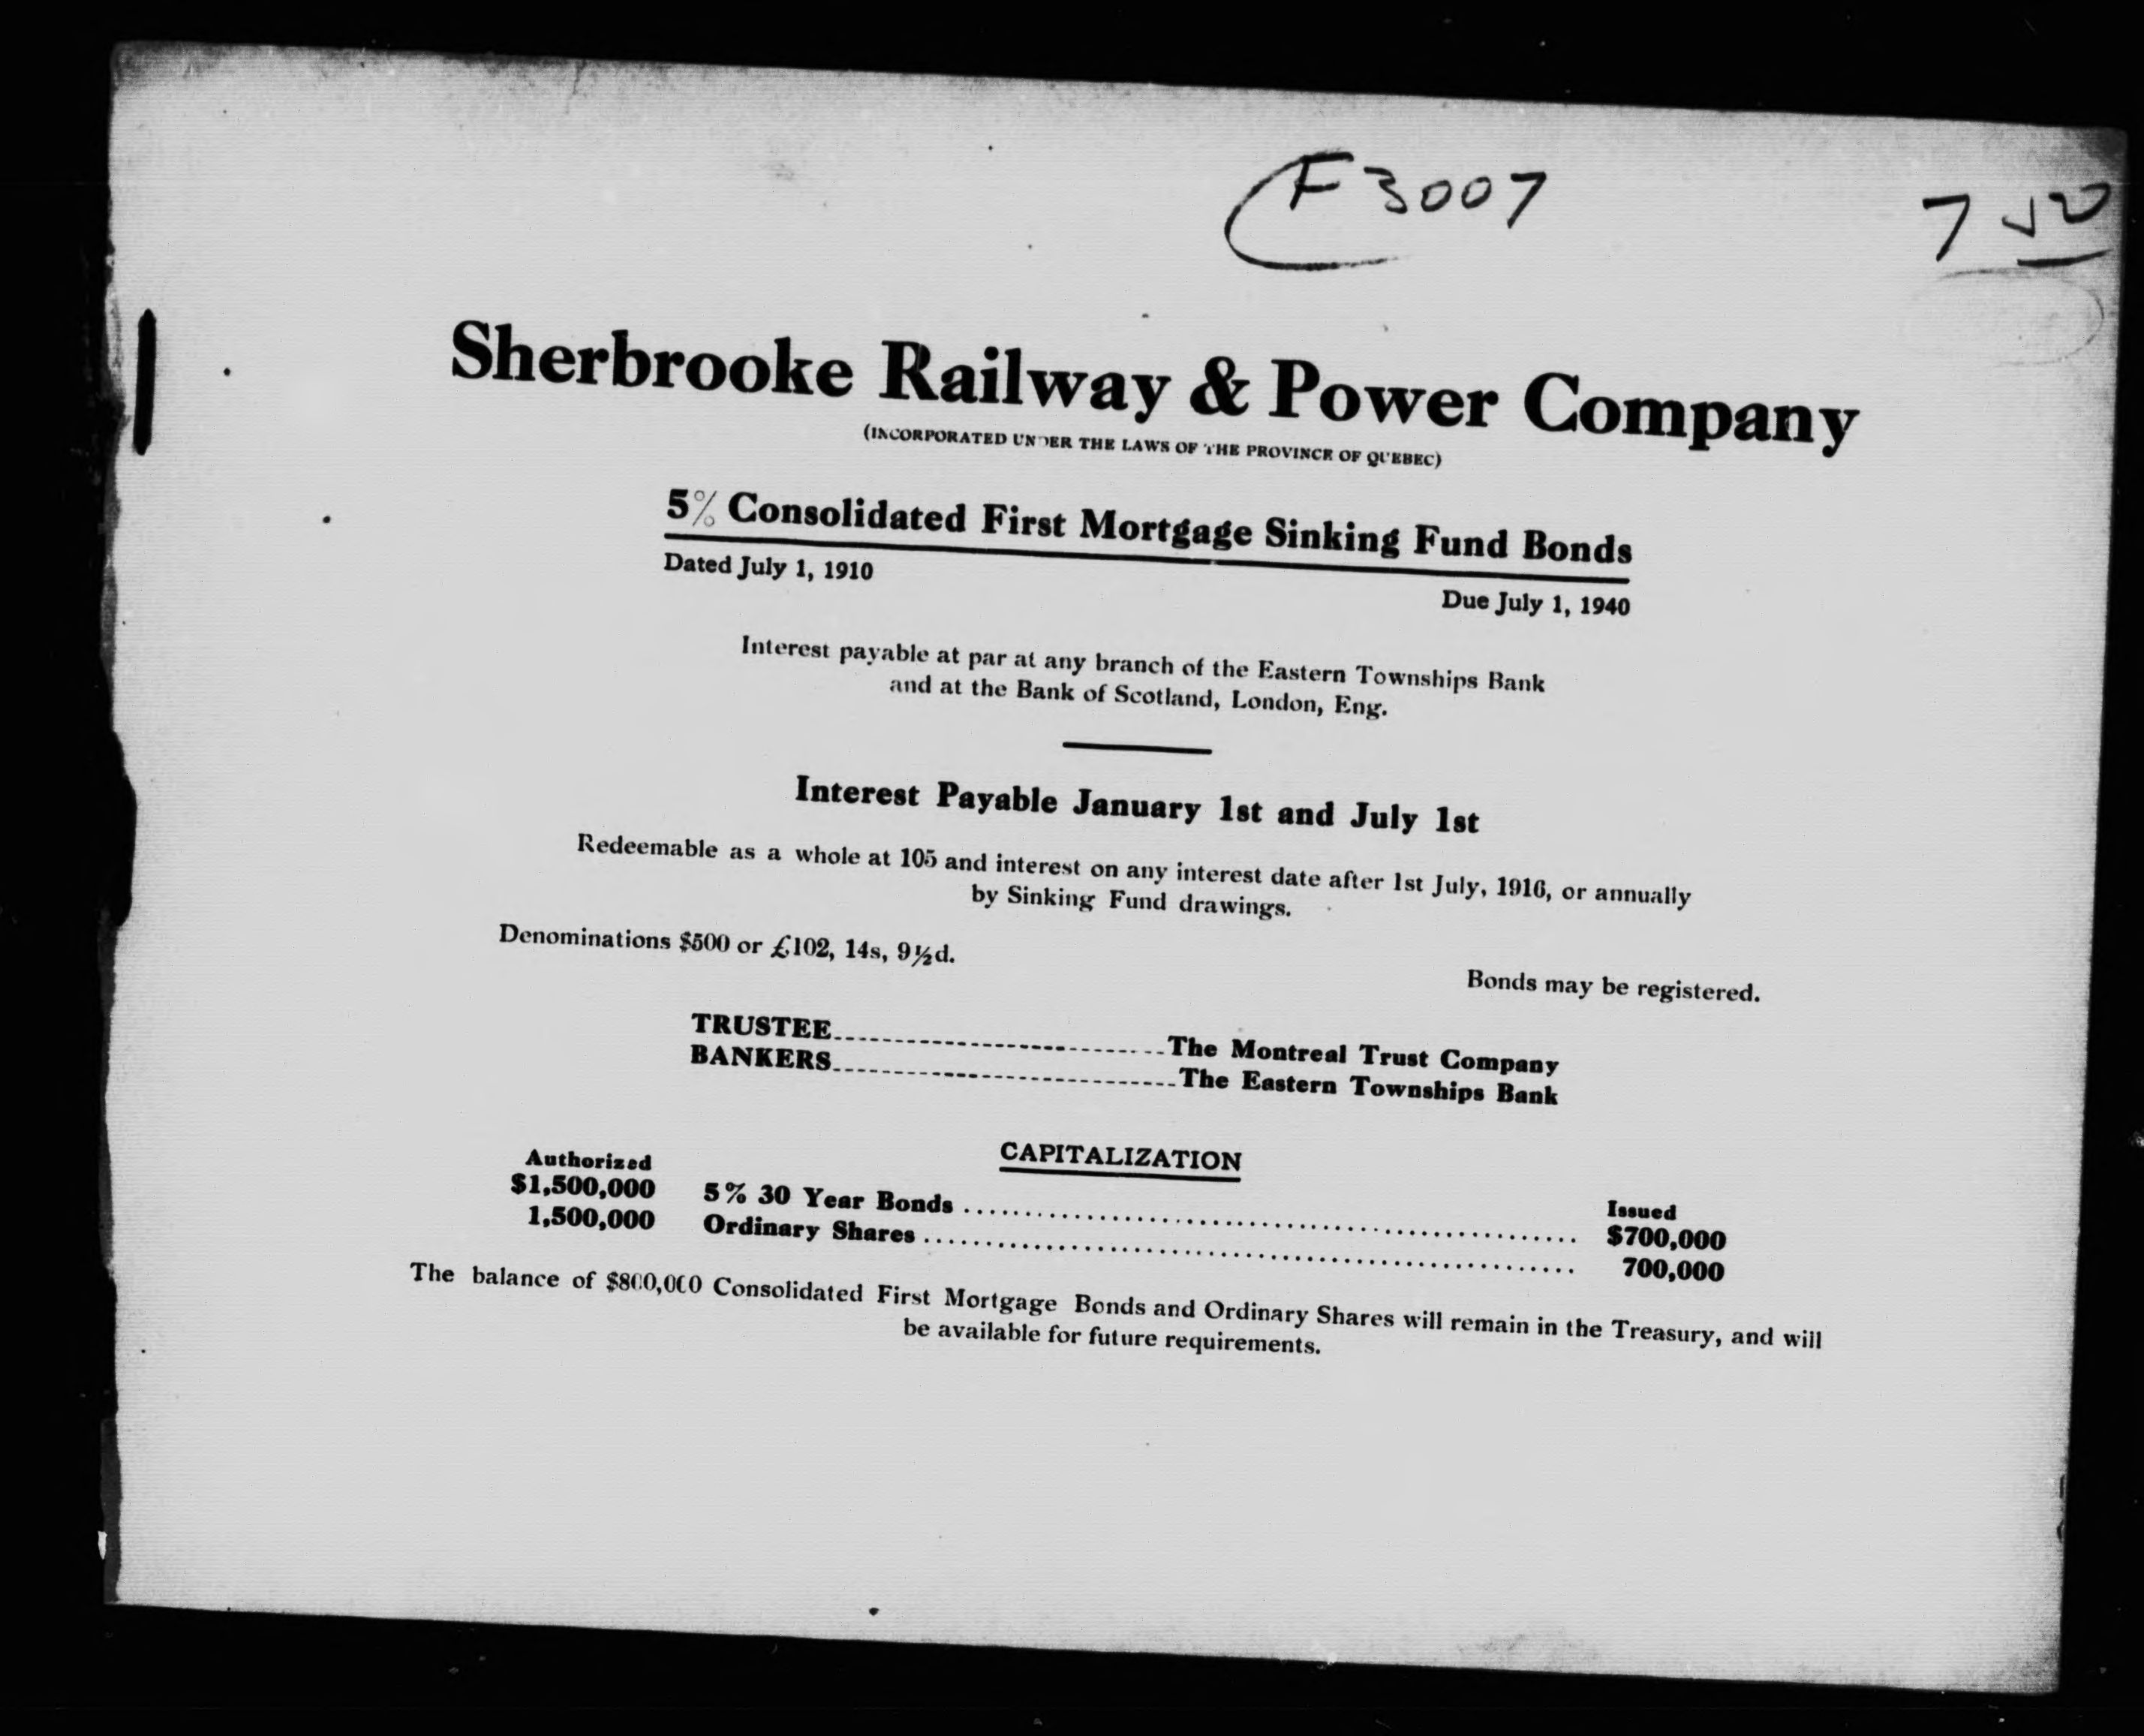 F3007
Sherbrooke Railway & Power Company
(INCORPORATED UNDER THE LAWS OF THE PROVINCE OF QUEBEC)
5% Consolidated First Mortgage Sinking Fund Bonds
Dated July 1, 1910 Due July 1, 1940
Interest payable at par at any branch of the Eastern Townships Bank
and at the Bank of Scotland, London, Eng.
Interest Payable January 1st and July 1st
Redeemable as a whole at 105 and interest on any interest date after 1st July, 1916, or annually
by Sinking Fund drawings.
Denominations $500 or £102, 14s, 9½d. Bonds may be registered.
TRUSTEE The Montreal Trust Company
BANKERS The Eastern Townships Bank
CAPITALIZATION
Authorized Issued
$1,500,000 5% 30 Year Bonds $700,000
1,500,000 Ordinary Shares 700,000
The balance of $800,000 Consolidated First Mortgage Bonds and Ordinary Shares will remain in the Treasury, and will
be available for future requirements.